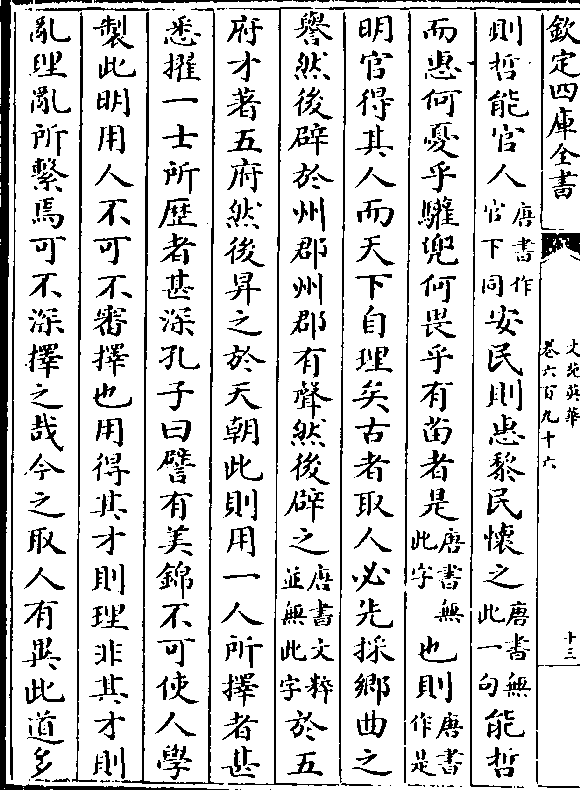 欽定四庫全書
文苑英華
卷六百九十六
十三
則哲能官人唐書作官下同安民則惠黎民懷之唐書無此一句能哲
而惠何憂乎驩兜何畏乎有苗者是唐書無此字也則唐書作是
明官得其人而天下自理矣古者取人必先採鄉曲之
譽然後辟於州郡州郡有聲然後辟之唐書文粹並無此字於五
府才著五府然後昇之於天朝此則用一人所擇者甚
悉擢一士所歷者甚深孔子曰譬有美錦不可使人學
製此明用人不可不審擇也用得其才則理非其才則
亂理亂所繫焉可不深擇之哉今之取人有異此道多